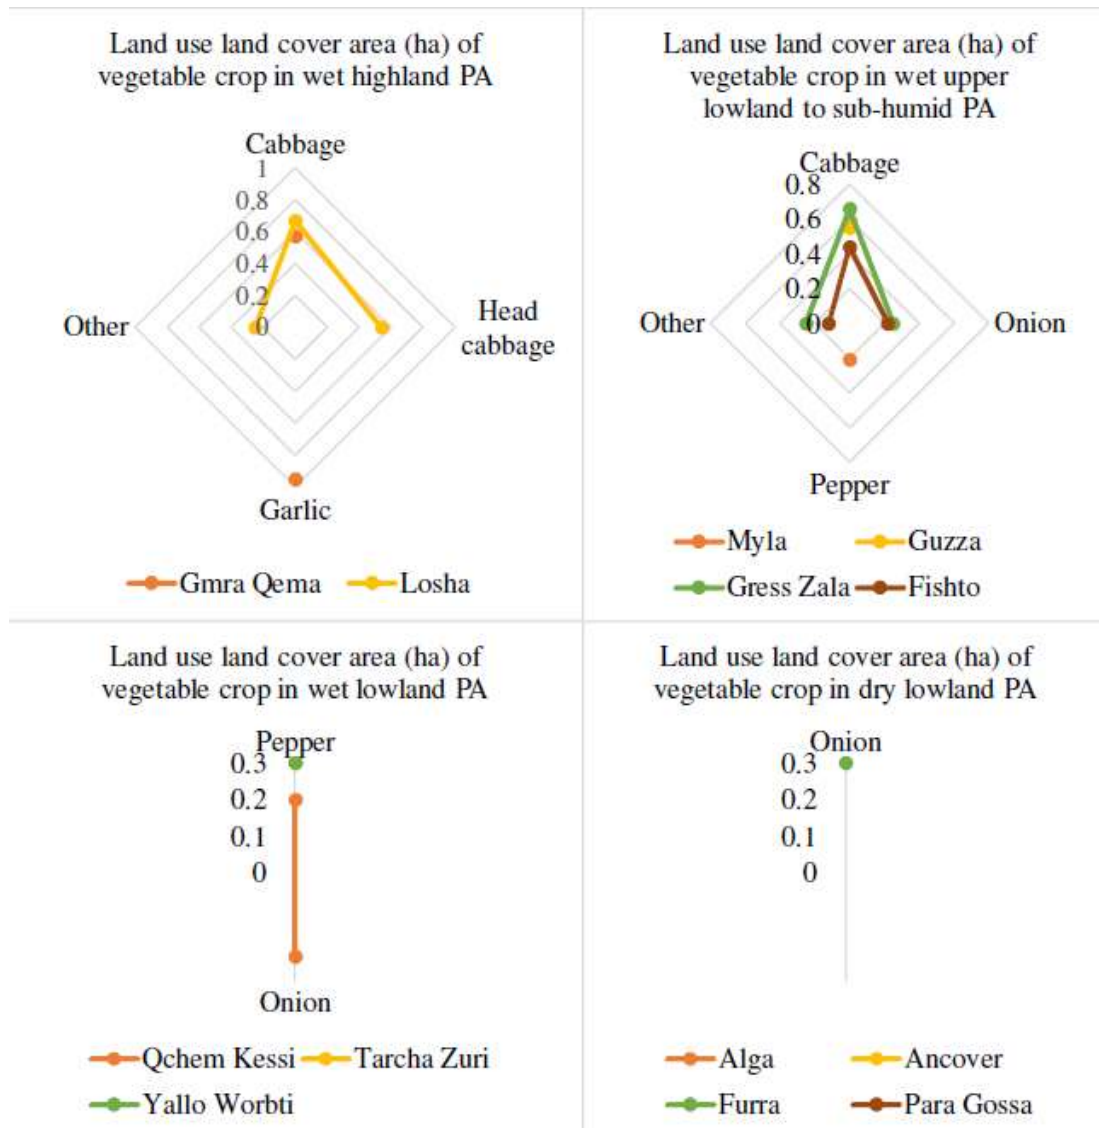 Land use land cover area (ha) of
vegetable crop in wet highland PA
Cabbage
1
0.8
0.6
0.4
0.2
0
Other
Head
cabbage
Garlic
Gmra Qema
Losha
Land use land cover area (ha) of
vegetable crop in wet upper
lowland to sub-humid PA
Cabbage
0.8
0.6
0.4
0.2
0
Other
Onion
Pepper
Myla
Guzza
Gress Zala
Fishto
Land use land cover area (ha) of
vegetable crop in wet lowland PA
Pepper
0.3
0.2
0.1
0
Onion
Qchem Kessi
Tarcha Zuri
Yallo Worbti
Land use land cover area (ha) of
vegetable crop in dry lowland PA
Onion
0.3
0.2
0.1
0
Alga
Ancover
Furra
Para Gossa